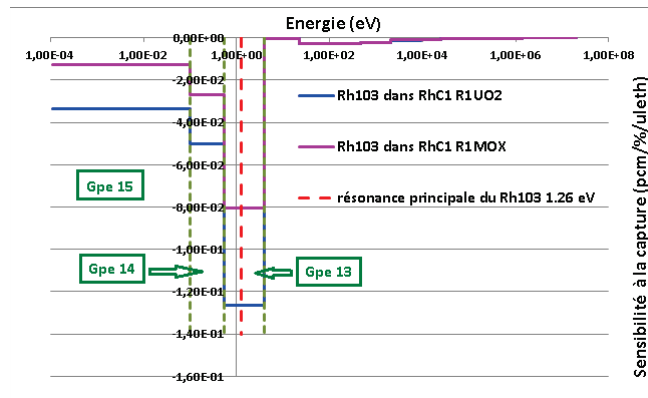 Energie (eV)
0,00E+00
1,00E-04 1,00E-02 1,00E+00 1,00E+02 1,00E+04 1,00E+06 1,00E+08
-2,00E-02
-4,00E-02
-6,00E-02
-8,00E-02
-1,00E-01
-1,20E-01
-1,40E-01
-1,60E-01
Rh103 dans RhC1 R1UO2
Rh103 dans RhC1 R1MOX
résonance principale du Rh103 1.26 eV
Gpe 15
Gpe 14
Gpe 13
Sensibilité à la capture (pcm/%/uleth)